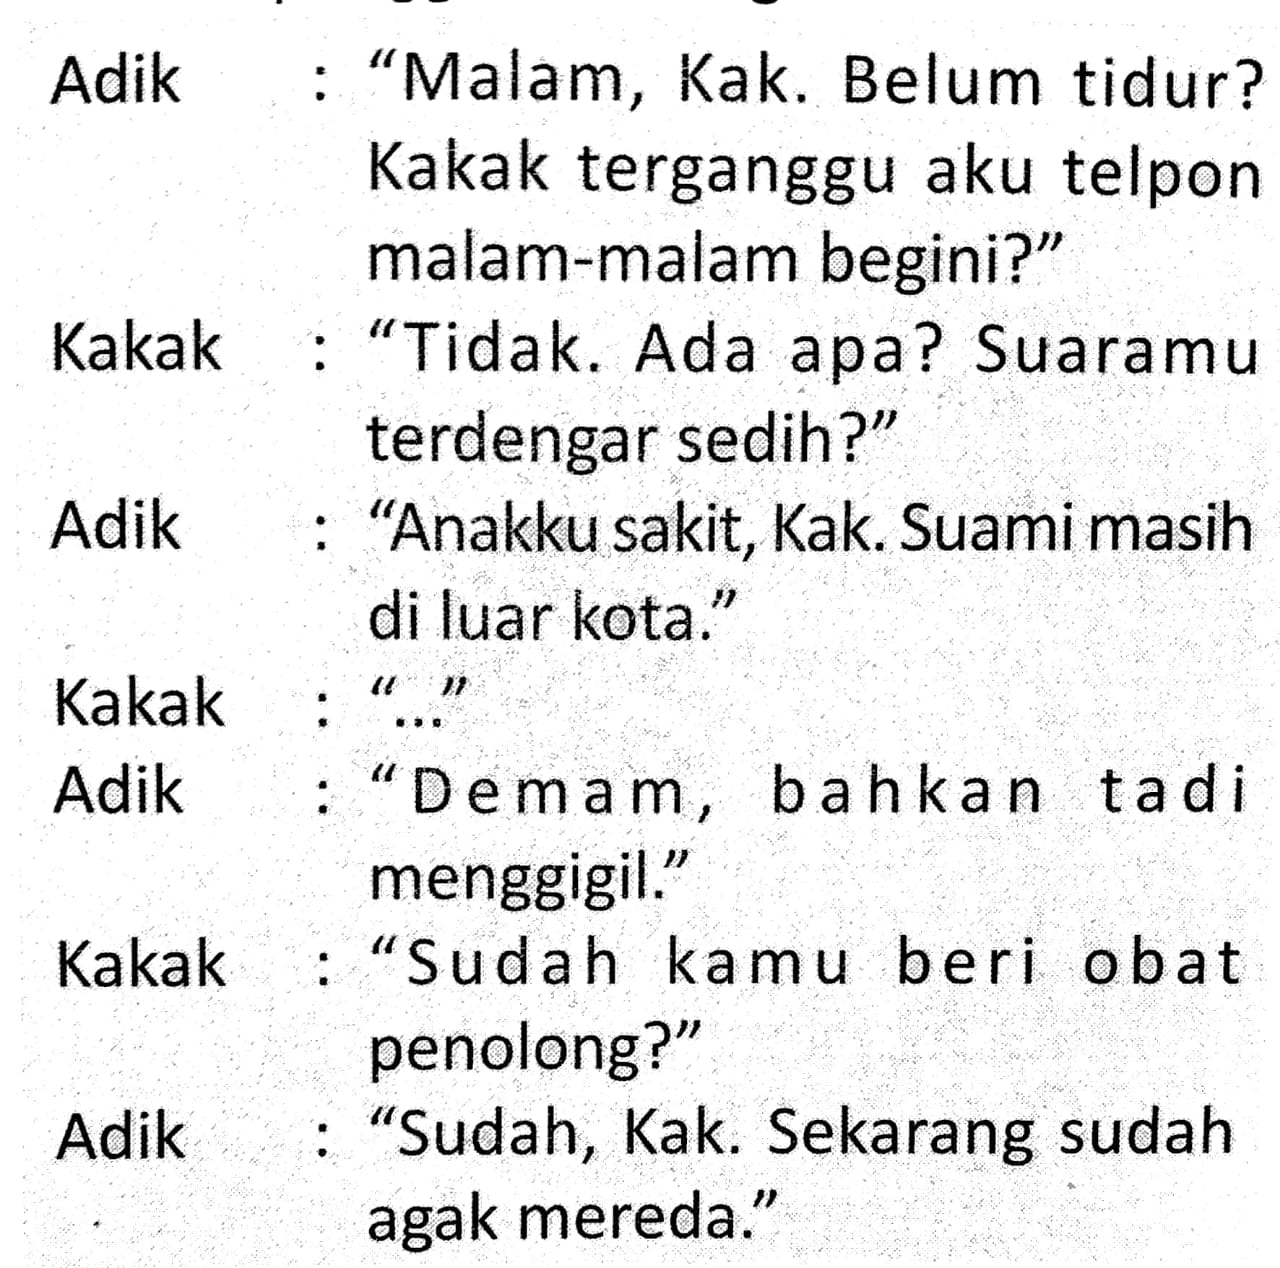 Adik : “Malam, Kak. Belum tidur?
Kakak terganggu aku telpon
malam-malam begini?”
Kakak : “Tidak. Ada apa? Suaramu
terdengar sedih?”
Adik : “Anakku sakit, Kak. Suami masih
di luar kota.”
Kakak : “...”
Adik : “Demam, bahkan tadi
menggigil.”
Kakak : “Sudah kamu beri obat
penolong?”
Adik : “Sudah, Kak. Sekarang sudah
agak mereda.”